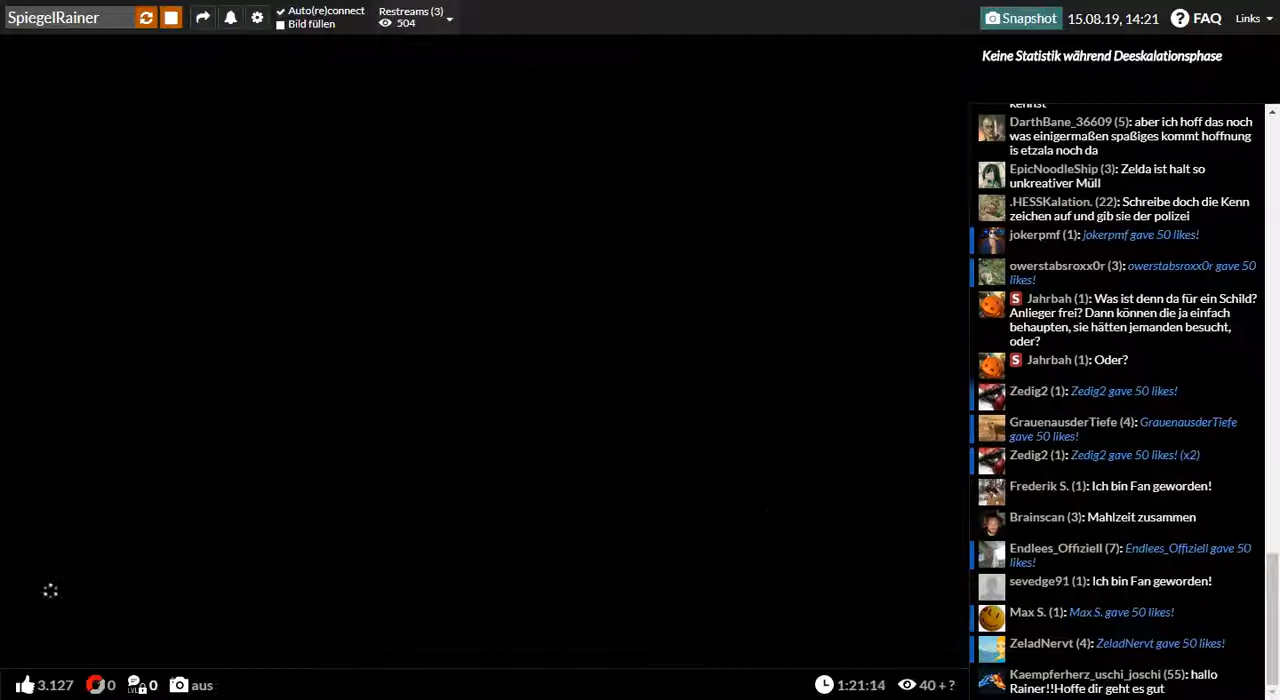 SpiegelRainer
Auto(re)connect
Bild füllen
Restreams (3)
504
Snapshot
15.08.19, 14:21
? FAQ
Links
Keine Statistik während Deeskalationsphase
kennst
DarthBane_36609 (5): aber ich hoff das noch
was einigermaßen spaßiges kommt hoffnung
is etzala noch da
EpicNoodleShip (3): Zelda ist halt so
unkreativer Müll
.HESSKalation. (22): Schreibe doch die Kenn
zeichen auf und gib sie der polizei
jokerpmf (1): jokerpmf gave 50 likes!
owerstabsroxx0r (3): owerstabsroxx0r gave 50
likes!
S Jahrbah (1): Was ist denn da für ein Schild?
Anlieger frei? Dann können die ja einfach
behaupten, sie hätten jemanden besucht,
oder?
S Jahrbah (1): Oder?
Zedig2 (1): Zedig2 gave 50 likes!
GrauenausderTiefe (4): GrauenausderTiefe
gave 50 likes!
Zedig2 (1): Zedig2 gave 50 likes! (x2)
Frederik S. (1): Ich bin Fan geworden!
Brainscan (3): Mahlzeit zusammen
Endlees_Offiziell (7): Endlees_Offiziell gave 50
likes!
sevedge91 (1): Ich bin Fan geworden!
Max S. (1): Max S. gave 50 likes!
ZeladNervt (4): ZeladNervt gave 50 likes!
Kaempferherz_uschi_joschi (55): hallo
Rainer!!Hoffe dir geht es gut
3.127
0
LVL
0
aus
1:21:14
40 + ?